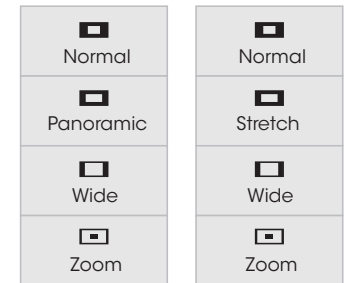 Normal
Normal
Panoramic
Stretch
Wide
Wide
Zoom
Zoom